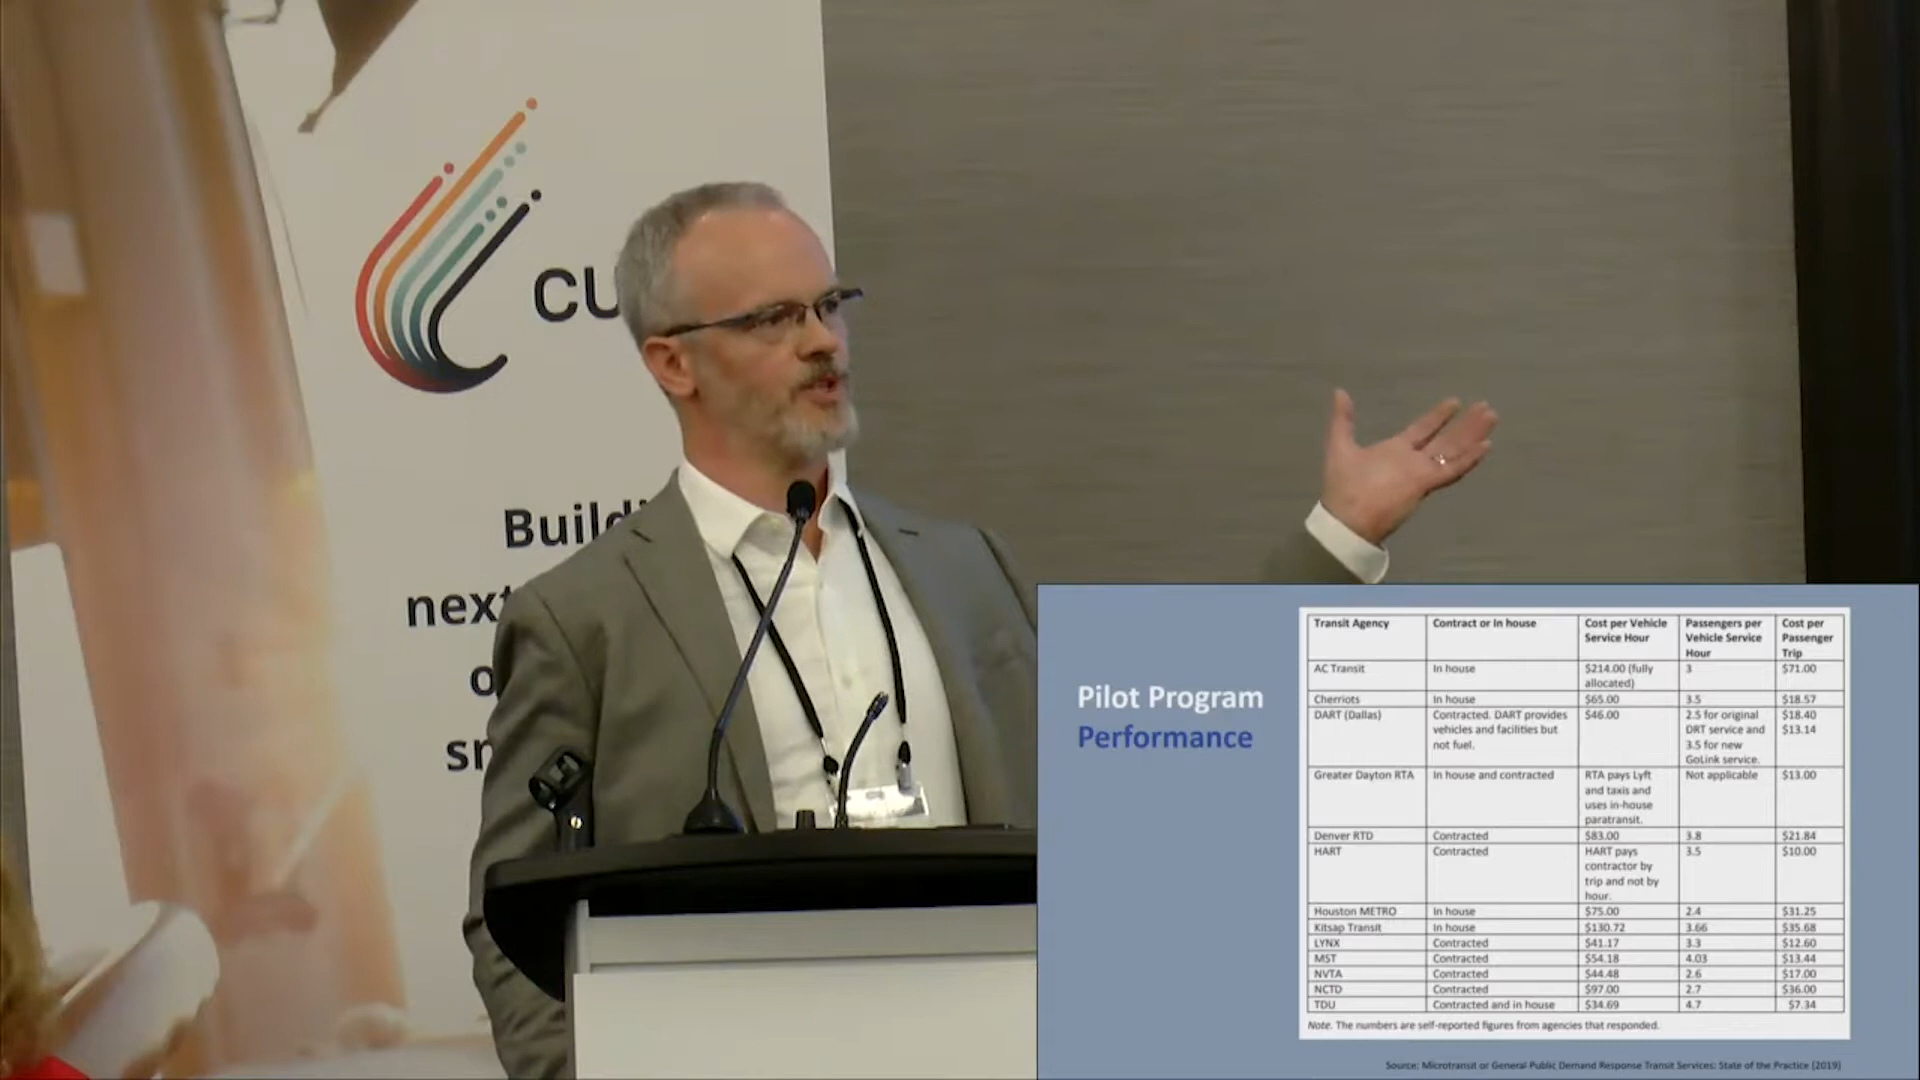 CU
Build
next
o
sm
Pilot Program
Performance
Transit Agency Contract or In house Cost per Vehicle Service Hour Passengers per Vehicle Service Hour Cost per Passenger Trip
AC Transit In house $214.00 (fully allocated) 3 $71.00
Cherriots In house $65.00 3.5 $18.57
DART (Dallas) Contracted. DART provides vehicles and facilities but not fuel. $46.00 2.5 for original DRT service and 3.5 for new GoLink service. $18.40 $13.14
Greater Dayton RTA In house and contracted RTA pays Lyft and taxis and uses in-house paratransit. Not applicable $13.00
Denver RTD Contracted $83.00 3.8 $21.84
HART Contracted HART pays contractor by trip and not by hour. 3.5 $10.00
Houston METRO In house $75.00 2.4 $31.25
Kitsap Transit In house $130.72 3.66 $35.68
LYNX Contracted $41.17 3.3 $12.60
MST Contracted $54.18 4.03 $13.44
NVTA Contracted $44.48 2.6 $17.00
NCTD Contracted $97.00 2.7 $36.00
TDU Contracted and in house $34.69 4.7 $7.34
Note. The numbers are self-reported figures from agencies that responded.
Source: Microtransit or General Public Demand Response Transit Services: State of the Practice (2019)